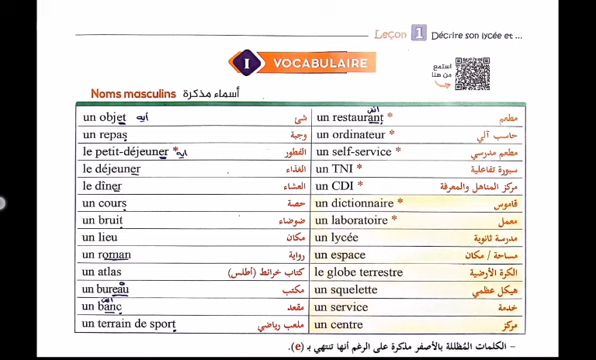 Leçon 1 Décrire son lycée et ...
استمع من هنا
I VOCABULAIRE
Noms masculins أسماء مذكرة
un objet شئ
un repas وجبة
le petit-déjeuner * الفطور
le déjeuner الغذاء
le dîner العشاء
un cours حصة
un bruit ضوضاء
un lieu مكان
un roman رواية
un atlas كتاب خرائط (أطلس)
un bureau مكتب
un banc مقعد
un terrain de sport ملعب رياضي
un restaurant * مطعم
un ordinateur * حاسب آلي
un self-service * مطعم مدرسي
un TNI * سبورة تفاعلية
un CDI * مركز المناهل والمعرفة
un dictionnaire * قاموس
un laboratoire * معمل
un lycée مدرسة ثانوية
un espace مساحة / مكان
le globe terrestre الكرة الأرضية
un squelette هيكل عظمي
un service خدمة
un centre مركز
– الكلمات المُظللة بالأصفر مذكرة على الرغم أنها تنتهي بـ (e).